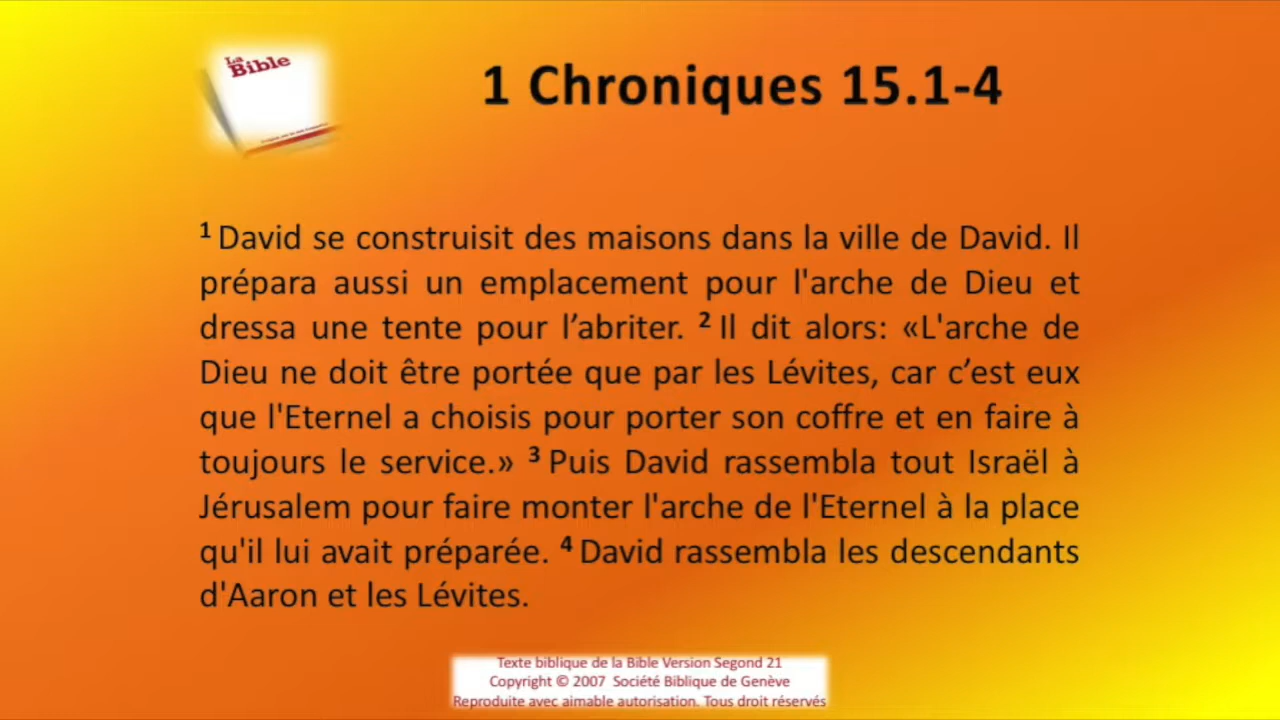 La
Bible
1 Chroniques 15.1-4
1 David se construisit des maisons dans la ville de David. Il
prépara aussi un emplacement pour l'arche de Dieu et
dressa une tente pour l’abriter. 2 Il dit alors: «L'arche de
Dieu ne doit être portée que par les Lévites, car c’est eux
que l'Eternel a choisis pour porter son coffre et en faire à
toujours le service.» 3 Puis David rassembla tout Israël à
Jérusalem pour faire monter l'arche de l'Eternel à la place
qu'il lui avait préparée. 4 David rassembla les descendants
d'Aaron et les Lévites.
Texte biblique de la Bible Version Segond 21
Copyright © 2007 Société Biblique de Genève
Reproduite avec aimable autorisation. Tous droit réservés